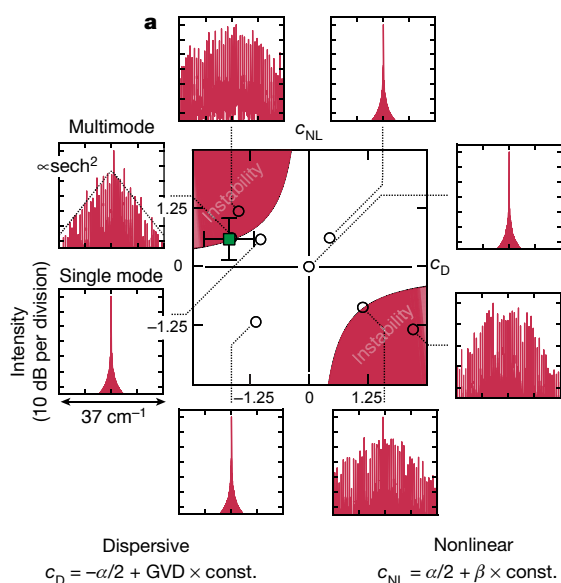 a
c_NL
Multimode
∝sech²
Instability
1.25
0
−1.25
c_D
Single mode
Intensity
(10 dB per division)
37 cm⁻¹
Instability
−1.25 0 1.25
Dispersive
c_D = −α/2 + GVD × const.
Nonlinear
c_NL = α/2 + β × const.